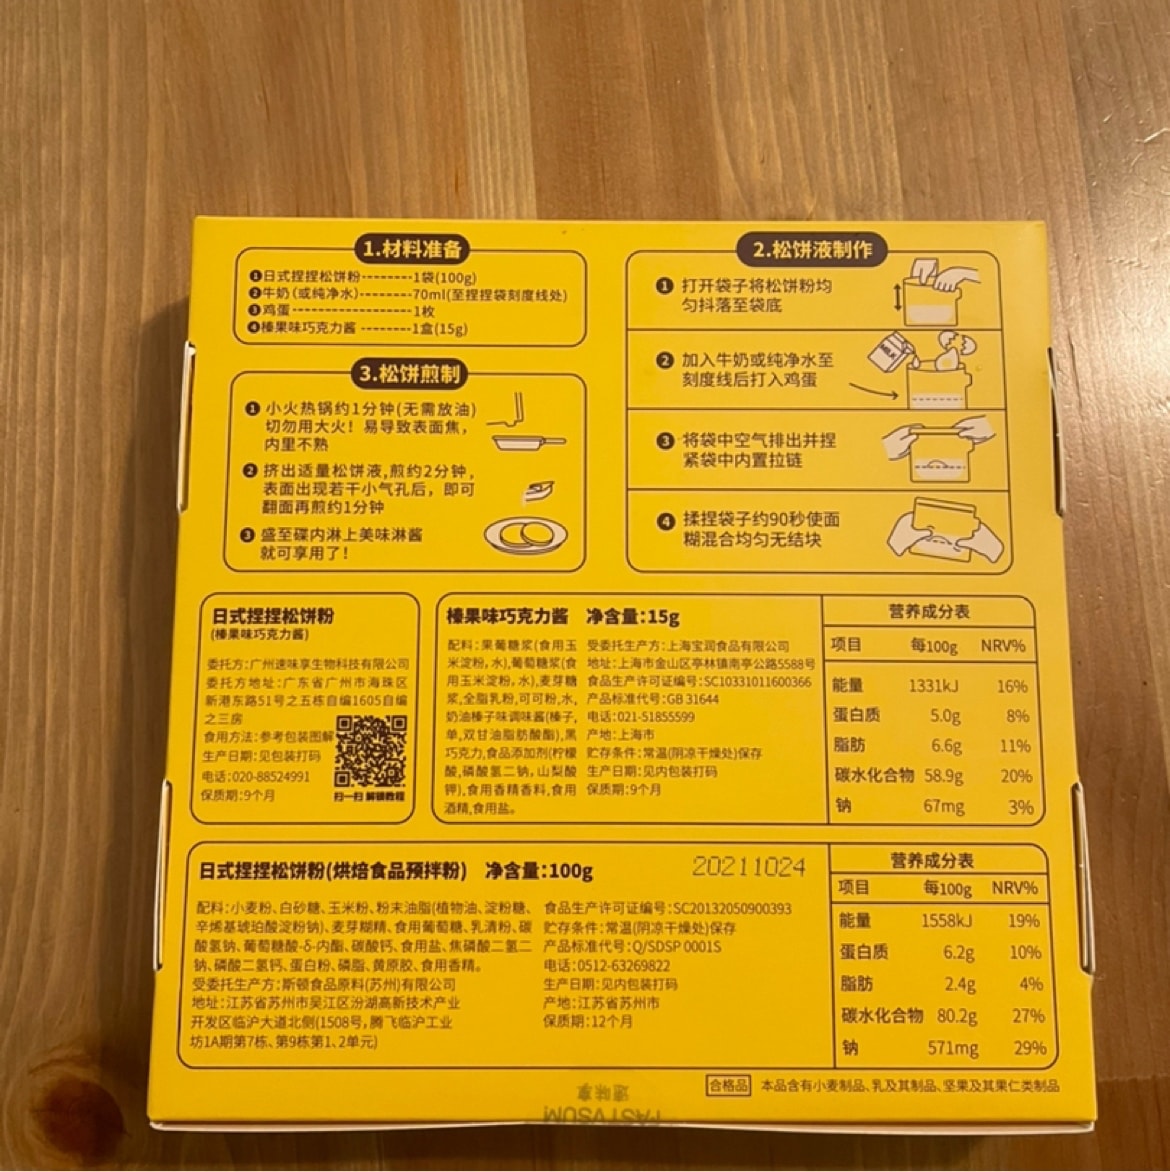 1.材料准备
❶日式捏捏松饼粉--------1袋(100g)
❷牛奶(或纯净水)--------70ml(至捏捏袋刻度线处)
❸鸡蛋------------------1枚
❹榛果味巧克力酱--------1盒(15g)
3.松饼煎制
❶ 小火热锅约1分钟(无需放油)
切勿用大火！易导致表面焦，
内里不熟
❷ 挤出适量松饼液,煎约2分钟，
表面出现若干小气孔后，即可
翻面再煎约1分钟
❸ 盛至碟内淋上美味淋酱
就可享用了！
2.松饼液制作
❶ 打开袋子将松饼粉均
匀抖落至袋底
❷ 加入牛奶或纯净水至
刻度线后打入鸡蛋
MILK
❸ 将袋中空气排出并捏
紧袋中内置拉链
❹ 揉捏袋子约90秒使面
糊混合均匀无结块
日式捏捏松饼粉
(榛果味巧克力酱)
委托方:广州速味享生物科技有限公司
委托方地址:广东省广州市海珠区
新港东路51号之五栋自编1605自编
之三房
食用方法:参考包装图解
生产日期:见包装打码
电话:020-88524991
保质期:9个月
扫一扫 解锁教程
榛果味巧克力酱 净含量:15g
配料:果葡糖浆(食用玉
米淀粉,水),葡萄糖浆(食
用玉米淀粉,水),麦芽糖
浆,全脂乳粉,可可粉,水,
奶油榛子味调味酱(榛子,
单,双甘油脂肪酸酯),黑
巧克力,食品添加剂(柠檬
酸,磷酸氢二钠,山梨酸
钾),食用香精香料,食用
酒精,食用盐。
受委托生产方:上海宝润食品有限公司
地址:上海市金山区亭林镇南亭公路5588号
食品生产许可证编号:SC10331011600366
产品标准代号:GB 31644
电话:021-51855599
产地:上海市
贮存条件:常温(阴凉干燥处)保存
生产日期:见内包装打码
保质期:9个月
营养成分表
项目 每100g NRV%
能量 1331kJ 16%
蛋白质 5.0g 8%
脂肪 6.6g 11%
碳水化合物 58.9g 20%
钠 67mg 3%
日式捏捏松饼粉(烘焙食品预拌粉) 净含量:100g
20211024
配料:小麦粉、白砂糖、玉米粉、粉末油脂(植物油、淀粉糖、
辛烯基琥珀酸淀粉钠)、麦芽糊精、食用葡萄糖、乳清粉、碳
酸氢钠、葡萄糖酸-δ-内酯、碳酸钙、食用盐、焦磷酸二氢二
钠、磷酸二氢钙、蛋白粉、磷脂、黄原胶、食用香精。
受委托生产方:斯顿食品原料(苏州)有限公司
地址:江苏省苏州市吴江区汾湖高新技术产业
开发区临沪大道北侧(1508号,腾飞临沪工业
坊1A期第7栋、第9栋第1、2单元)
食品生产许可证编号:SC20132050900393
贮存条件:常温(阴凉干燥处)保存
产品标准代号:Q/SDSP 0001S
电话:0512-63269822
生产日期:见内包装打码
产地:江苏省苏州市
保质期:12个月
营养成分表
项目 每100g NRV%
能量 1558kJ 19%
蛋白质 6.2g 10%
脂肪 2.4g 4%
碳水化合物 80.2g 27%
钠 571mg 29%
合格品 本品含有小麦制品、乳及其制品、坚果及其果仁类制品
速味享